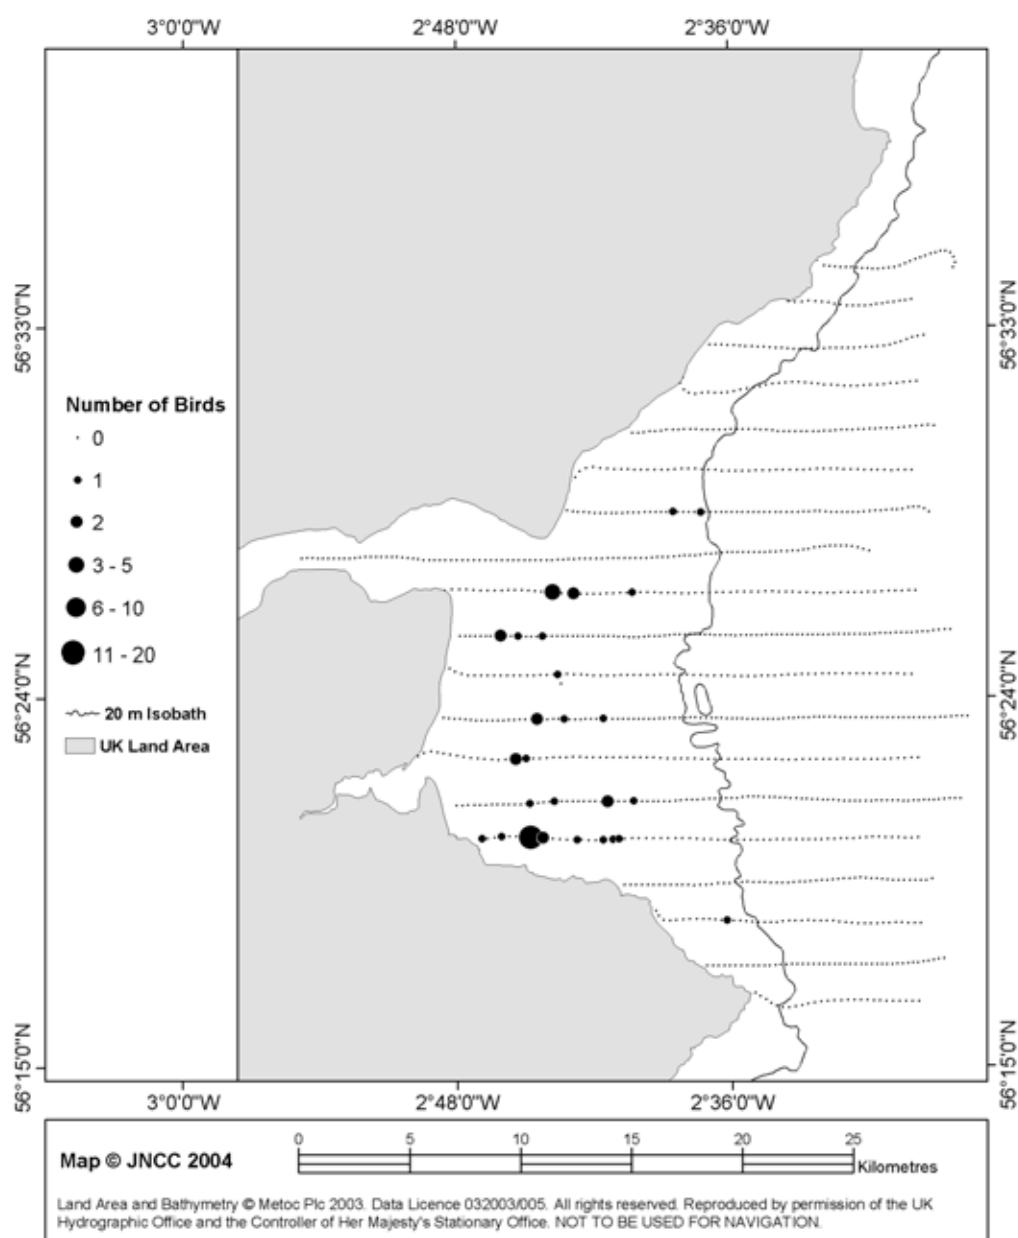 3°0'0"W 2°48'0"W 2°36'0"W
56°33'0"N 56°33'0"N
Number of Birds
0
1
2
3 - 5
6 - 10
11 - 20
20 m Isobath
UK Land Area
56°24'0"N 56°24'0"N
56°15'0"N 56°15'0"N
3°0'0"W 2°48'0"W 2°36'0"W
0 5 10 15 20 25
Map © JNCC 2004
Kilometres
Land Area and Bathymetry © Metoc Plc 2003. Data Licence 032003/005. All rights reserved. Reproduced by permission of the UK
Hydrographic Office and the Controller of Her Majesty's Stationary Office. NOT TO BE USED FOR NAVIGATION.